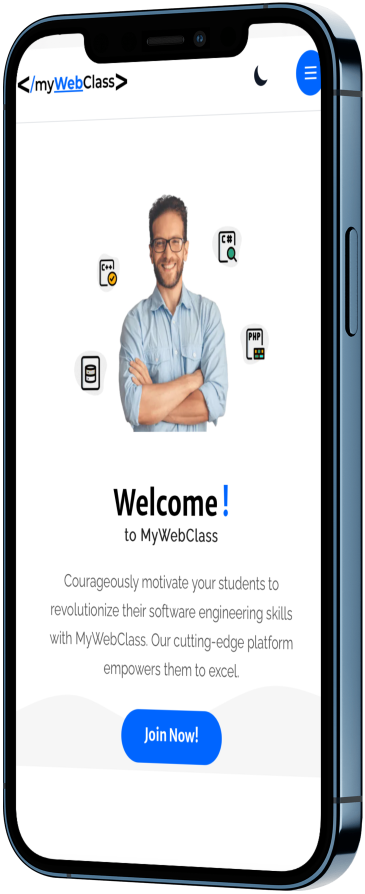 </myWebClass>
C#
C++
PHP
Welcome!
to MyWebClass
Courageously motivate your students to
revolutionize their software engineering skills
with MyWebClass. Our cutting-edge platform
empowers them to excel.
Join Now!